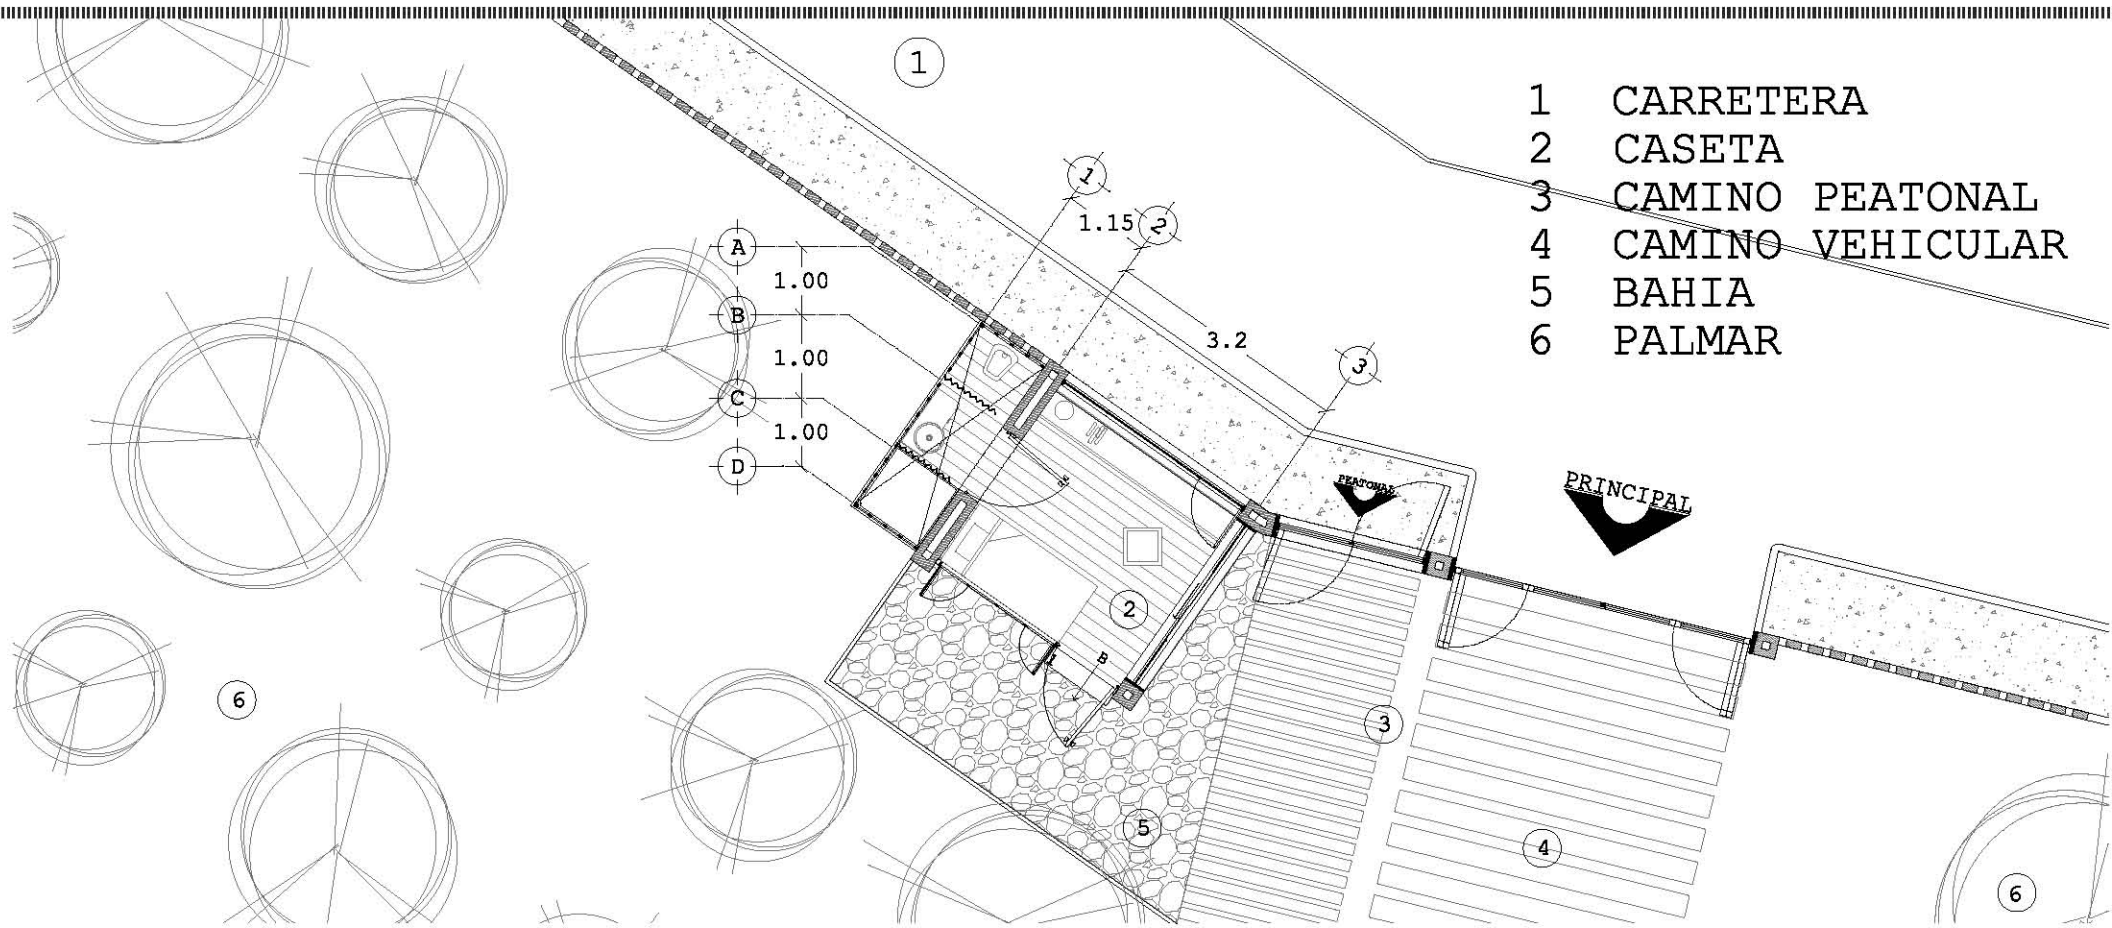 1
1 CARRETERA
2 CASETA
3 CAMINO PEATONAL
4 CAMINO VEHICULAR
5 BAHIA
6 PALMAR
1
1.15
2
3.2
3
A
1.00
B
1.00
C
1.00
D
PEATONAL
PRINCIPAL
2
B
3
4
5
6
6